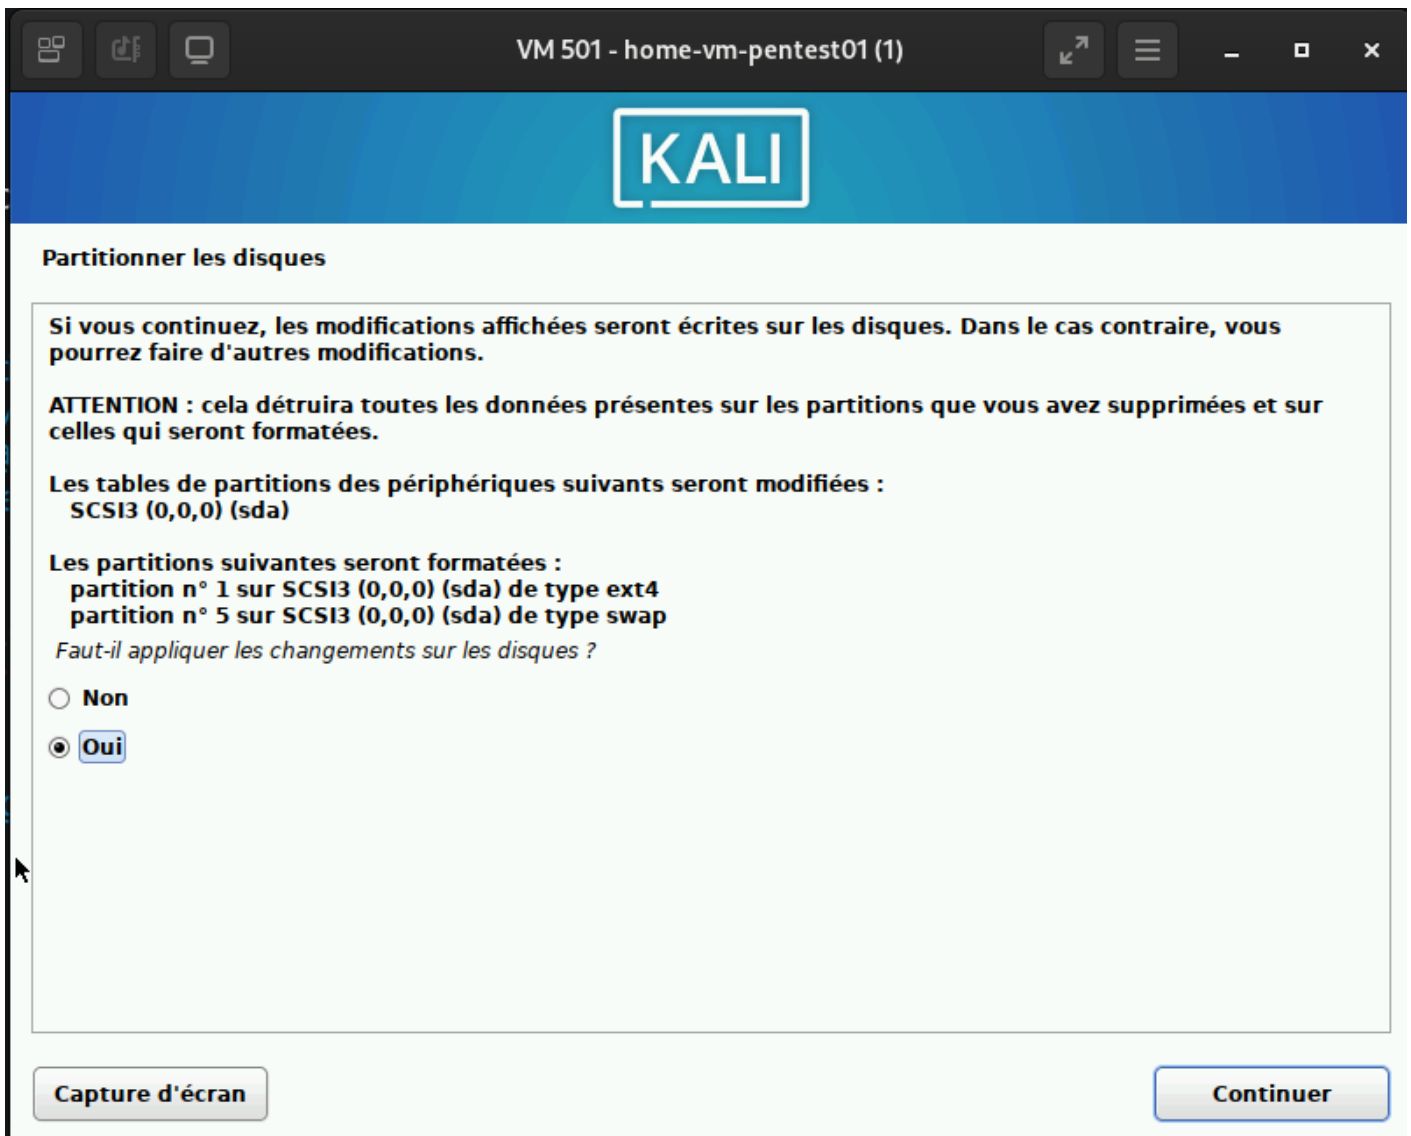 VM 501 - home-vm-pentest01 (1)
KALI
Partitionner les disques
Si vous continuez, les modifications affichées seront écrites sur les disques. Dans le cas contraire, vous
pourrez faire d'autres modifications.
ATTENTION : cela détruira toutes les données présentes sur les partitions que vous avez supprimées et sur
celles qui seront formatées.
Les tables de partitions des périphériques suivants seront modifiées :
SCSI3 (0,0,0) (sda)
Les partitions suivantes seront formatées :
partition n° 1 sur SCSI3 (0,0,0) (sda) de type ext4
partition n° 5 sur SCSI3 (0,0,0) (sda) de type swap
Faut-il appliquer les changements sur les disques ?
Non
Oui
Capture d'écran
Continuer